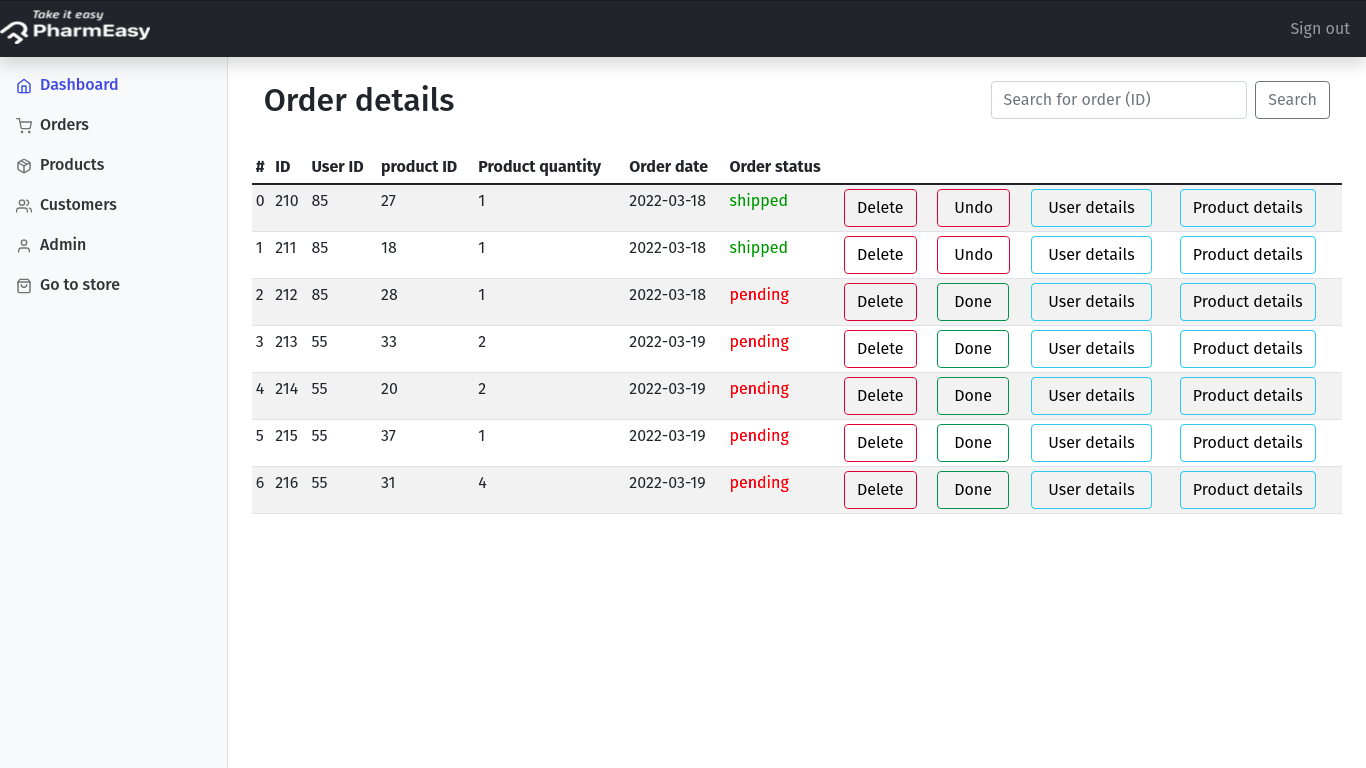 Take it easy
PharmEasy
Sign out
Dashboard
Orders
Products
Customers
Admin
Go to store
Order details
Search for order (ID)
Search
# ID User ID product ID Product quantity Order date Order status
0 210 85 27 1 2022-03-18 shipped Delete Undo User details Product details
1 211 85 18 1 2022-03-18 shipped Delete Undo User details Product details
2 212 85 28 1 2022-03-18 pending Delete Done User details Product details
3 213 55 33 2 2022-03-19 pending Delete Done User details Product details
4 214 55 20 2 2022-03-19 pending Delete Done User details Product details
5 215 55 37 1 2022-03-19 pending Delete Done User details Product details
6 216 55 31 4 2022-03-19 pending Delete Done User details Product details